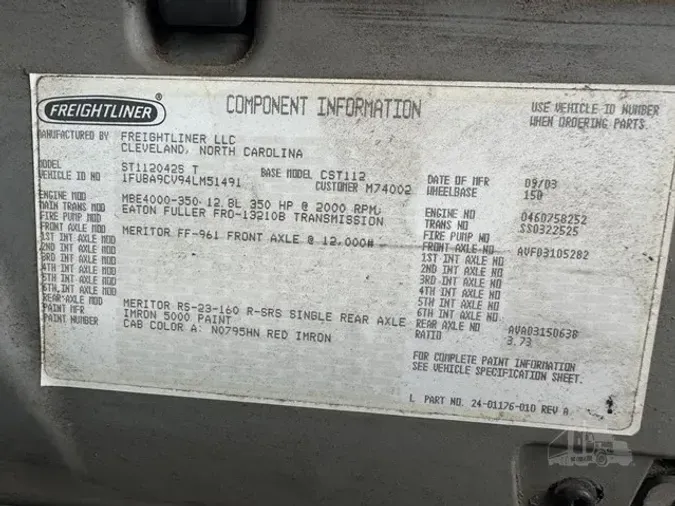 FREIGHTLINER ®
COMPONENT INFORMATION
USE VEHICLE ID NUMBER
WHEN ORDERING PARTS.
MANUFACTURED BY FREIGHTLINER LLC
CLEVELAND, NORTH CAROLINA
MODEL ST112042S T BASE MODEL CST112 DATE OF MFR 09/03
VEHICLE ID NO 1FUBA9CV94LM51491 CUSTOMER M74002 WHEELBASE 150
ENGINE MOD MBE4000-350 12.8L 350 HP @ 2000 RPM ENGINE NO 0460758252
MAIN TRANS MOD EATON FULLER FRO-13210B TRANSMISSION TRANS NO SS0322525
FIRE PUMP MOD FIRE PUMP NO
FRONT AXLE MOD MERITOR FF-961 FRONT AXLE @ 12,000# FRONT AXLE NO AVF03105282
1ST INT AXLE MOD 1ST INT AXLE NO
2ND INT AXLE MOD 2ND INT AXLE NO
3RD INT AXLE MOD 3RD INT AXLE NO
4TH INT AXLE MOD 4TH INT AXLE NO
5TH INT AXLE MOD 5TH INT AXLE NO
6TH INT AXLE MOD 6TH INT AXLE NO
REAR AXLE MOD MERITOR RS-23-160 R-SRS SINGLE REAR AXLE REAR AXLE NO AVA03150638
PAINT MFR IMRON 5000 PAINT RATIO 3.73
PAINT NUMBER CAB COLOR A: N0795HN RED IMRON
FOR COMPLETE PAINT INFORMATION
SEE VEHICLE SPECIFICATION SHEET.
L PART NO. 24-01176-010 REV A